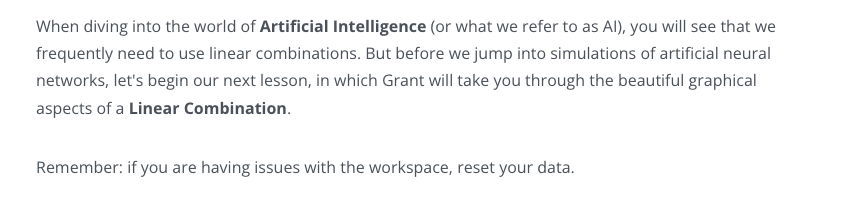 When diving into the world of Artificial Intelligence (or what we refer to as AI), you will see that we
frequently need to use linear combinations. But before we jump into simulations of artificial neural
networks, let's begin our next lesson, in which Grant will take you through the beautiful graphical
aspects of a Linear Combination.
Remember: if you are having issues with the workspace, reset your data.